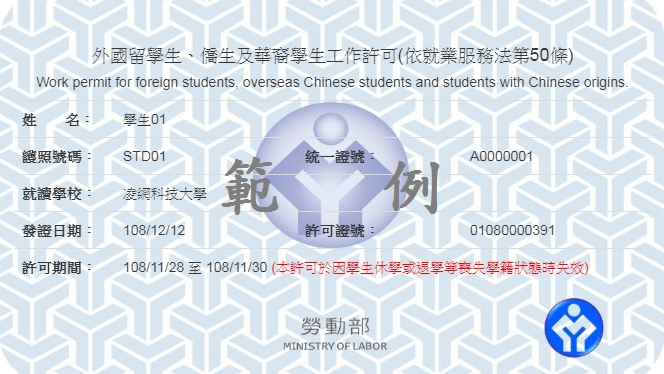 外國留學生、僑生及華裔學生工作許可(依就業服務法第50條)
Work permit for foreign students, overseas Chinese students and students with Chinese origins.
姓 名： 學生01
護照號碼： STD01 統一證號： A0000001
就讀學校： 凌網科技大學
範 例
發證日期： 108/12/12 許可證號： 01080000391
許可期間： 108/11/28 至 108/11/30 (本許可於因學生休學或退學等喪失學籍狀態時失效)
勞動部
MINISTRY OF LABOR